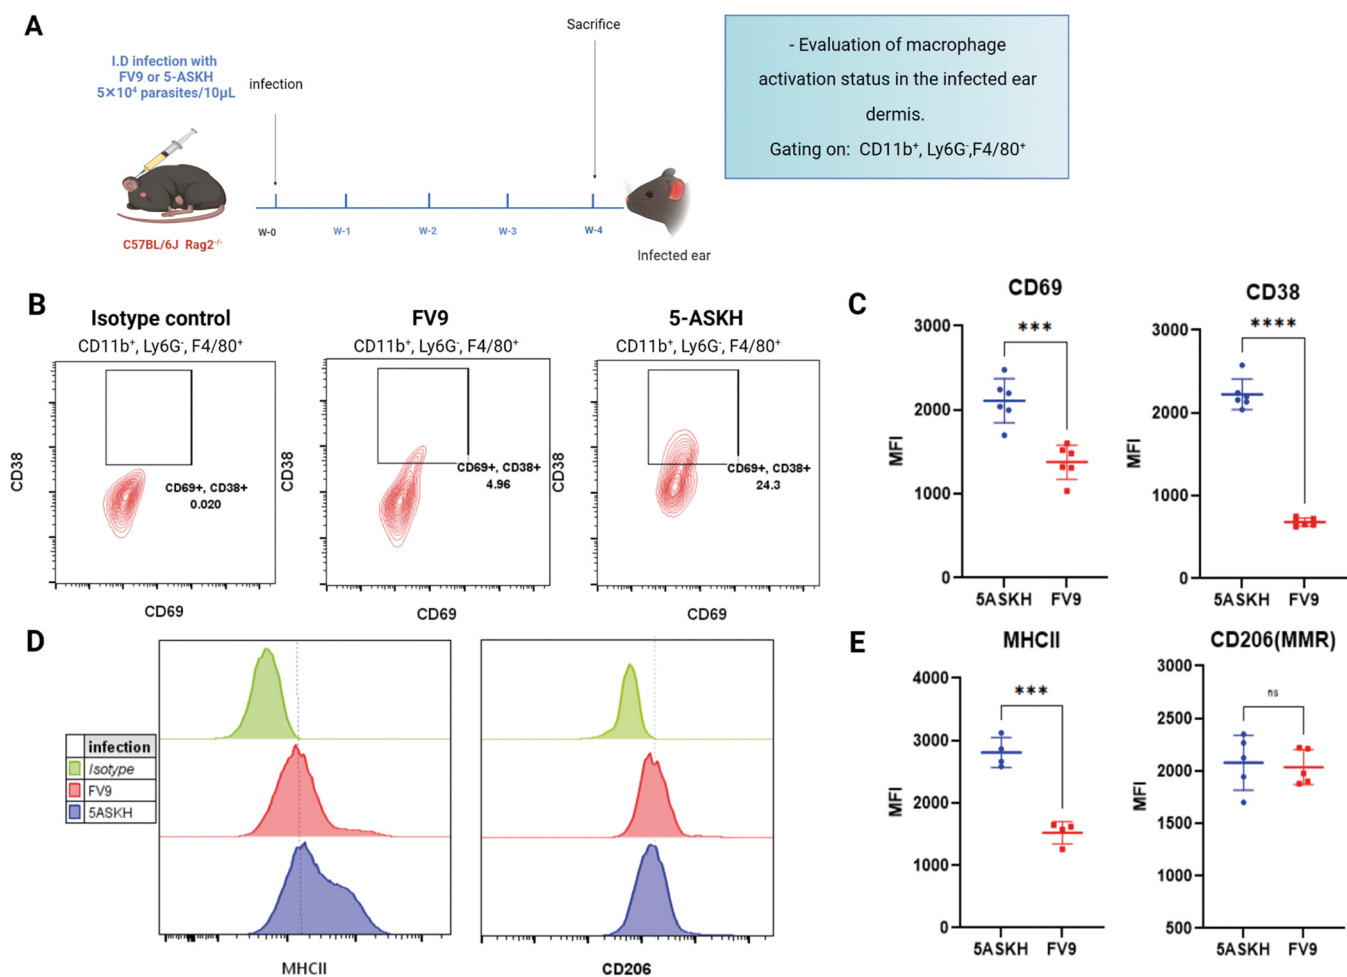 A
I.D infection with
FV9 or 5-ASKH
5×10⁴ parasites/10μL
infection
Sacrifice
- Evaluation of macrophage
activation status in the infected ear
dermis.
Gating on: CD11b⁺, Ly6G⁻,F4/80⁺
W-0
W-1
W-2
W-3
W-4
C57BL/6J Rag2⁻/⁻
Infected ear
B
Isotype control
CD11b⁺, Ly6G⁻, F4/80⁺
CD38
CD69+, CD38+
0.020
CD69
FV9
CD11b⁺, Ly6G⁻, F4/80⁺
CD38
CD69+, CD38+
4.96
CD69
5-ASKH
CD11b⁺, Ly6G⁻, F4/80⁺
CD38
CD69+, CD38+
24.3
CD69
C
CD69
***
MFI
3000
2000
1000
0
5ASKH FV9
CD38
****
MFI
3000
2000
1000
0
5ASKH FV9
D
infection
Isotype
FV9
5ASKH
MHCII
CD206
E
MHCII
***
MFI
4000
3000
2000
1000
0
5ASKH FV9
CD206(MMR)
ns
MFI
3000
2500
2000
1500
1000
500
5ASKH FV9